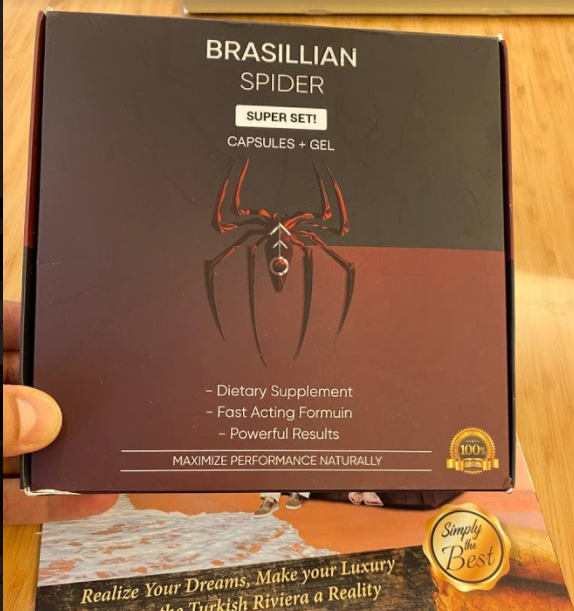 BRASILLIAN
SPIDER
SUPER SET!
CAPSULES + GEL
- Dietary Supplement
- Fast Acting Formuin
- Powerful Results
MAXIMIZE PERFORMANCE NATURALLY
100%
Simply
the
Best
Realize Your Dreams, Make your Luxury
the Turkish Riviera a Reality